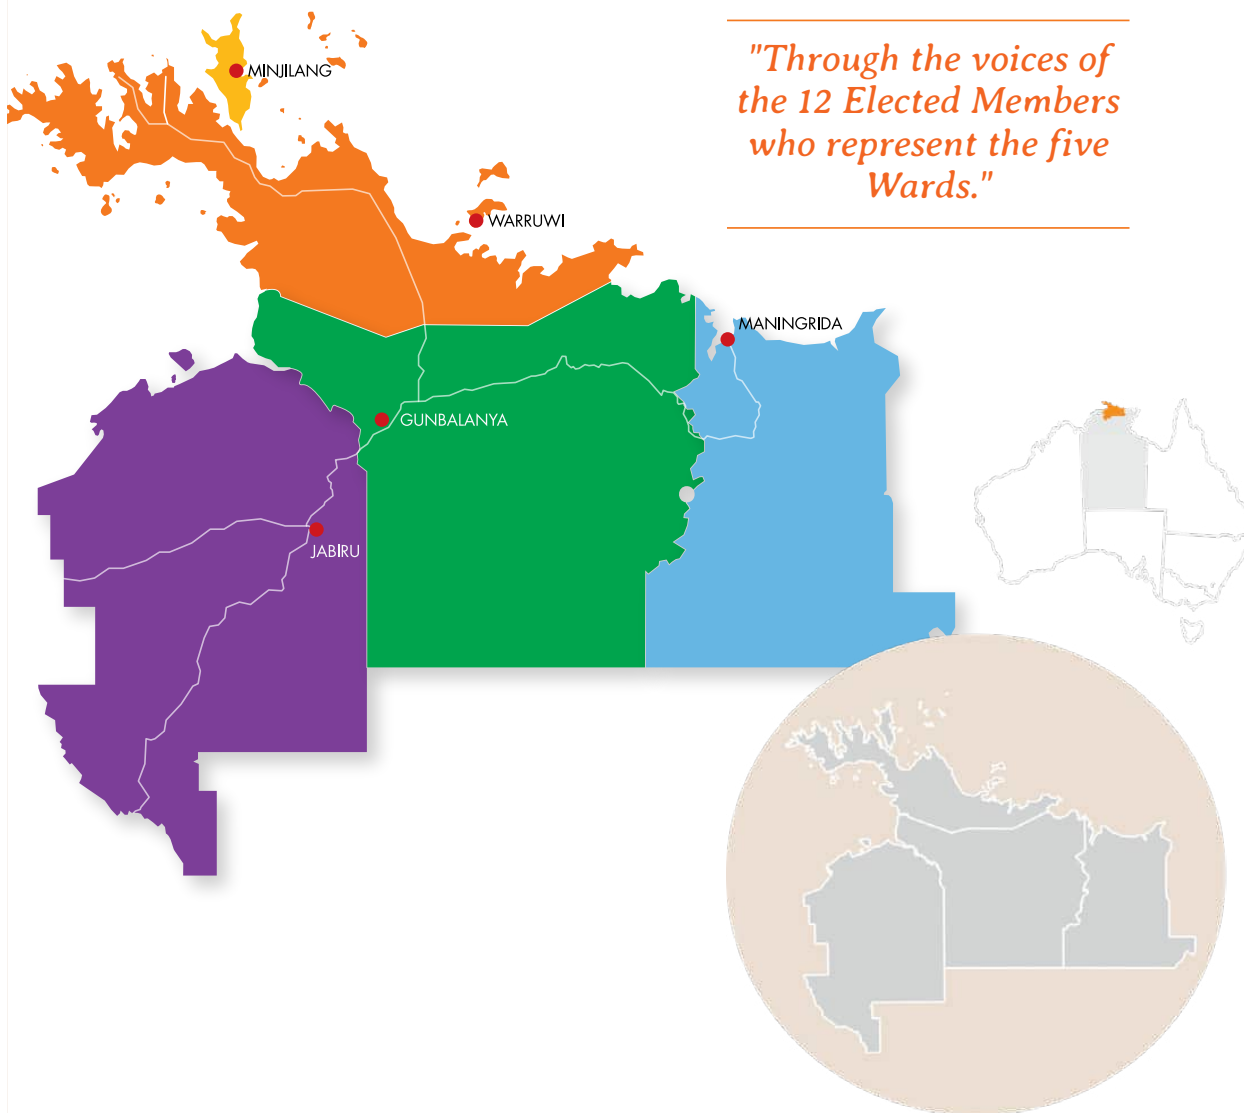 MINJILANG
"Through the voices of
the 12 Elected Members
who represent the five
Wards."
WARRUWI
MANINGRIDA
GUNBALANYA
JABIRU